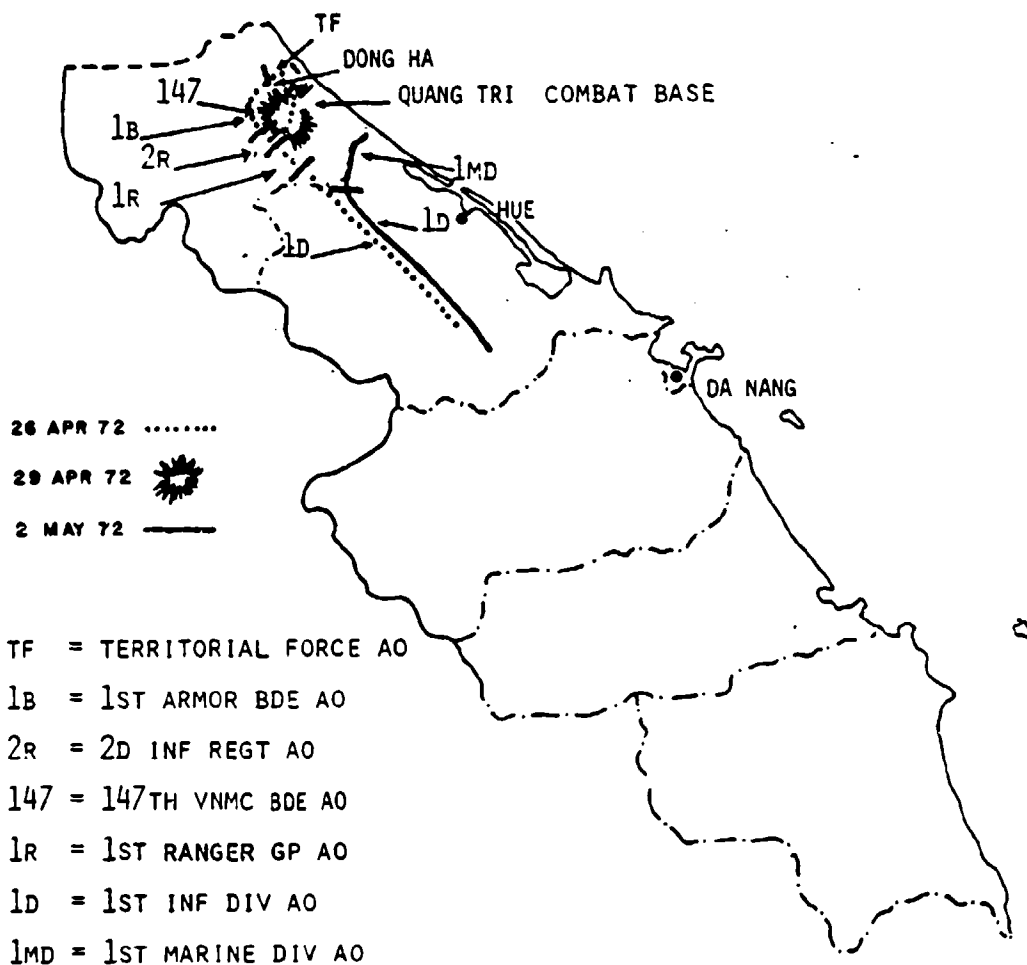 TF
DONG HA
147
QUANG TRI COMBAT BASE
1B
2R
1MD
1R
HUE
1D
1D
DA NANG
26 APR 72
29 APR 72
2 MAY 72
TF = TERRITORIAL FORCE AO
1B = 1ST ARMOR BDE AO
2R = 2D INF REGT AO
147 = 147TH VNMC BDE AO
1R = 1ST RANGER GP AO
1D = 1ST INF DIV AO
1MD = 1ST MARINE DIV AO